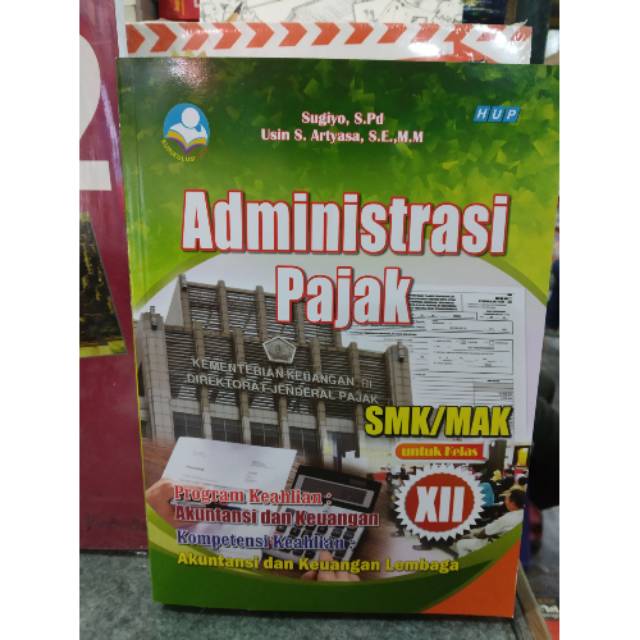 Sugiyo, S.Pd
Usin S. Artyasa, S.E.,M.M
HUP
Administrasi
Pajak
KEMENTERIAN KEUANGAN RI
DIREKTORAT JENDERAL PAJAK
SMK/MAK
untuk Kelas
XII
Program Keahlian :
Akuntansi dan Keuangan
Kompetensi Keahlian :
Akuntansi dan Keuangan Lembaga